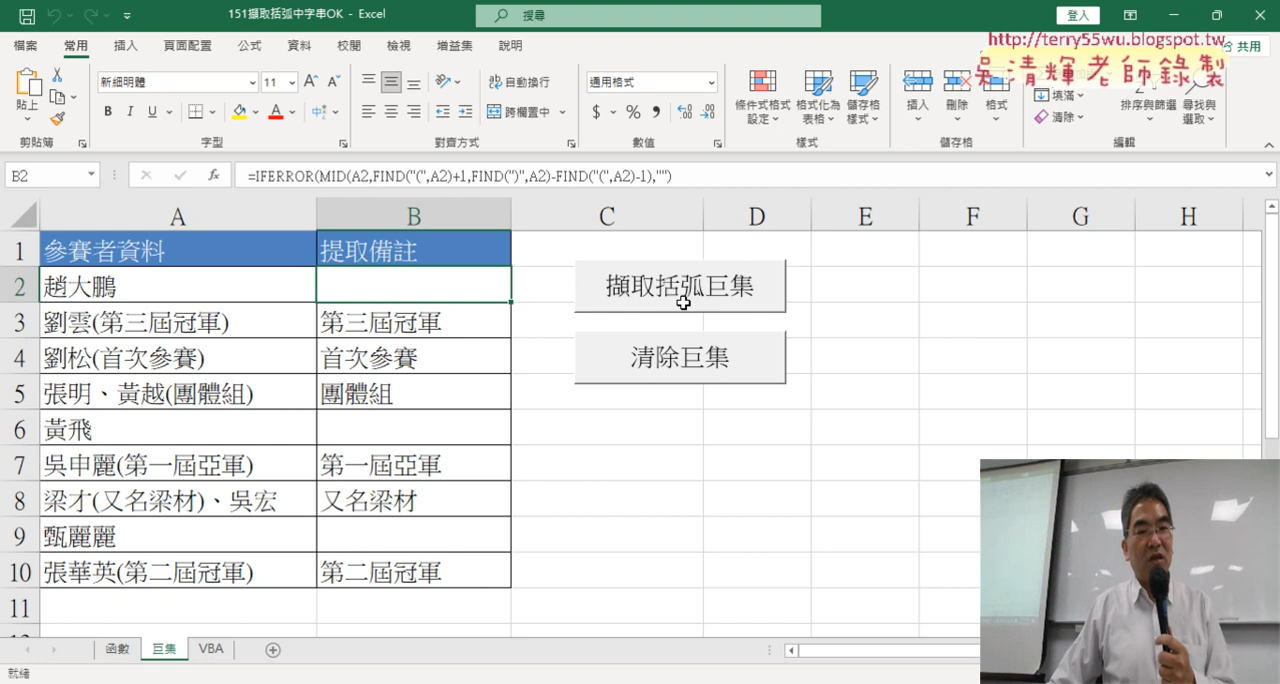 151擷取括弧中字串OK - Excel
搜尋
登入
檔案 常用 插入 頁面配置 公式 資料 校閱 檢視 增益集 說明
共用
http://terry55wu.blogspot.tw
吳清輝老師錄製
貼上
新細明體 11
B I U
自動換行
跨欄置中
通用格式
$ % ,
條件式格式設定
格式化為表格
儲存格樣式
插入 刪除 格式
填滿
清除
排序與篩選
尋找與選取
剪貼簿 字型 對齊方式 數值 樣式 儲存格 編輯
B2
fx
=IFERROR(MID(A2,FIND("(",A2)+1,FIND(")",A2)-FIND("(",A2)-1),"")
A B C D E F G H
1 參賽者資料 提取備註
2 趙大鵬
擷取括弧巨集
3 劉雲(第三屆冠軍) 第三屆冠軍
4 劉松(首次參賽) 首次參賽
清除巨集
5 張明、黃越(團體組) 團體組
6 黃飛
7 吳申麗(第一屆亞軍) 第一屆亞軍
8 梁才(又名梁材)、吳宏 又名梁材
9 甄麗麗
10 張華英(第二屆冠軍) 第二屆冠軍
11
函數 巨集 VBA
就緒